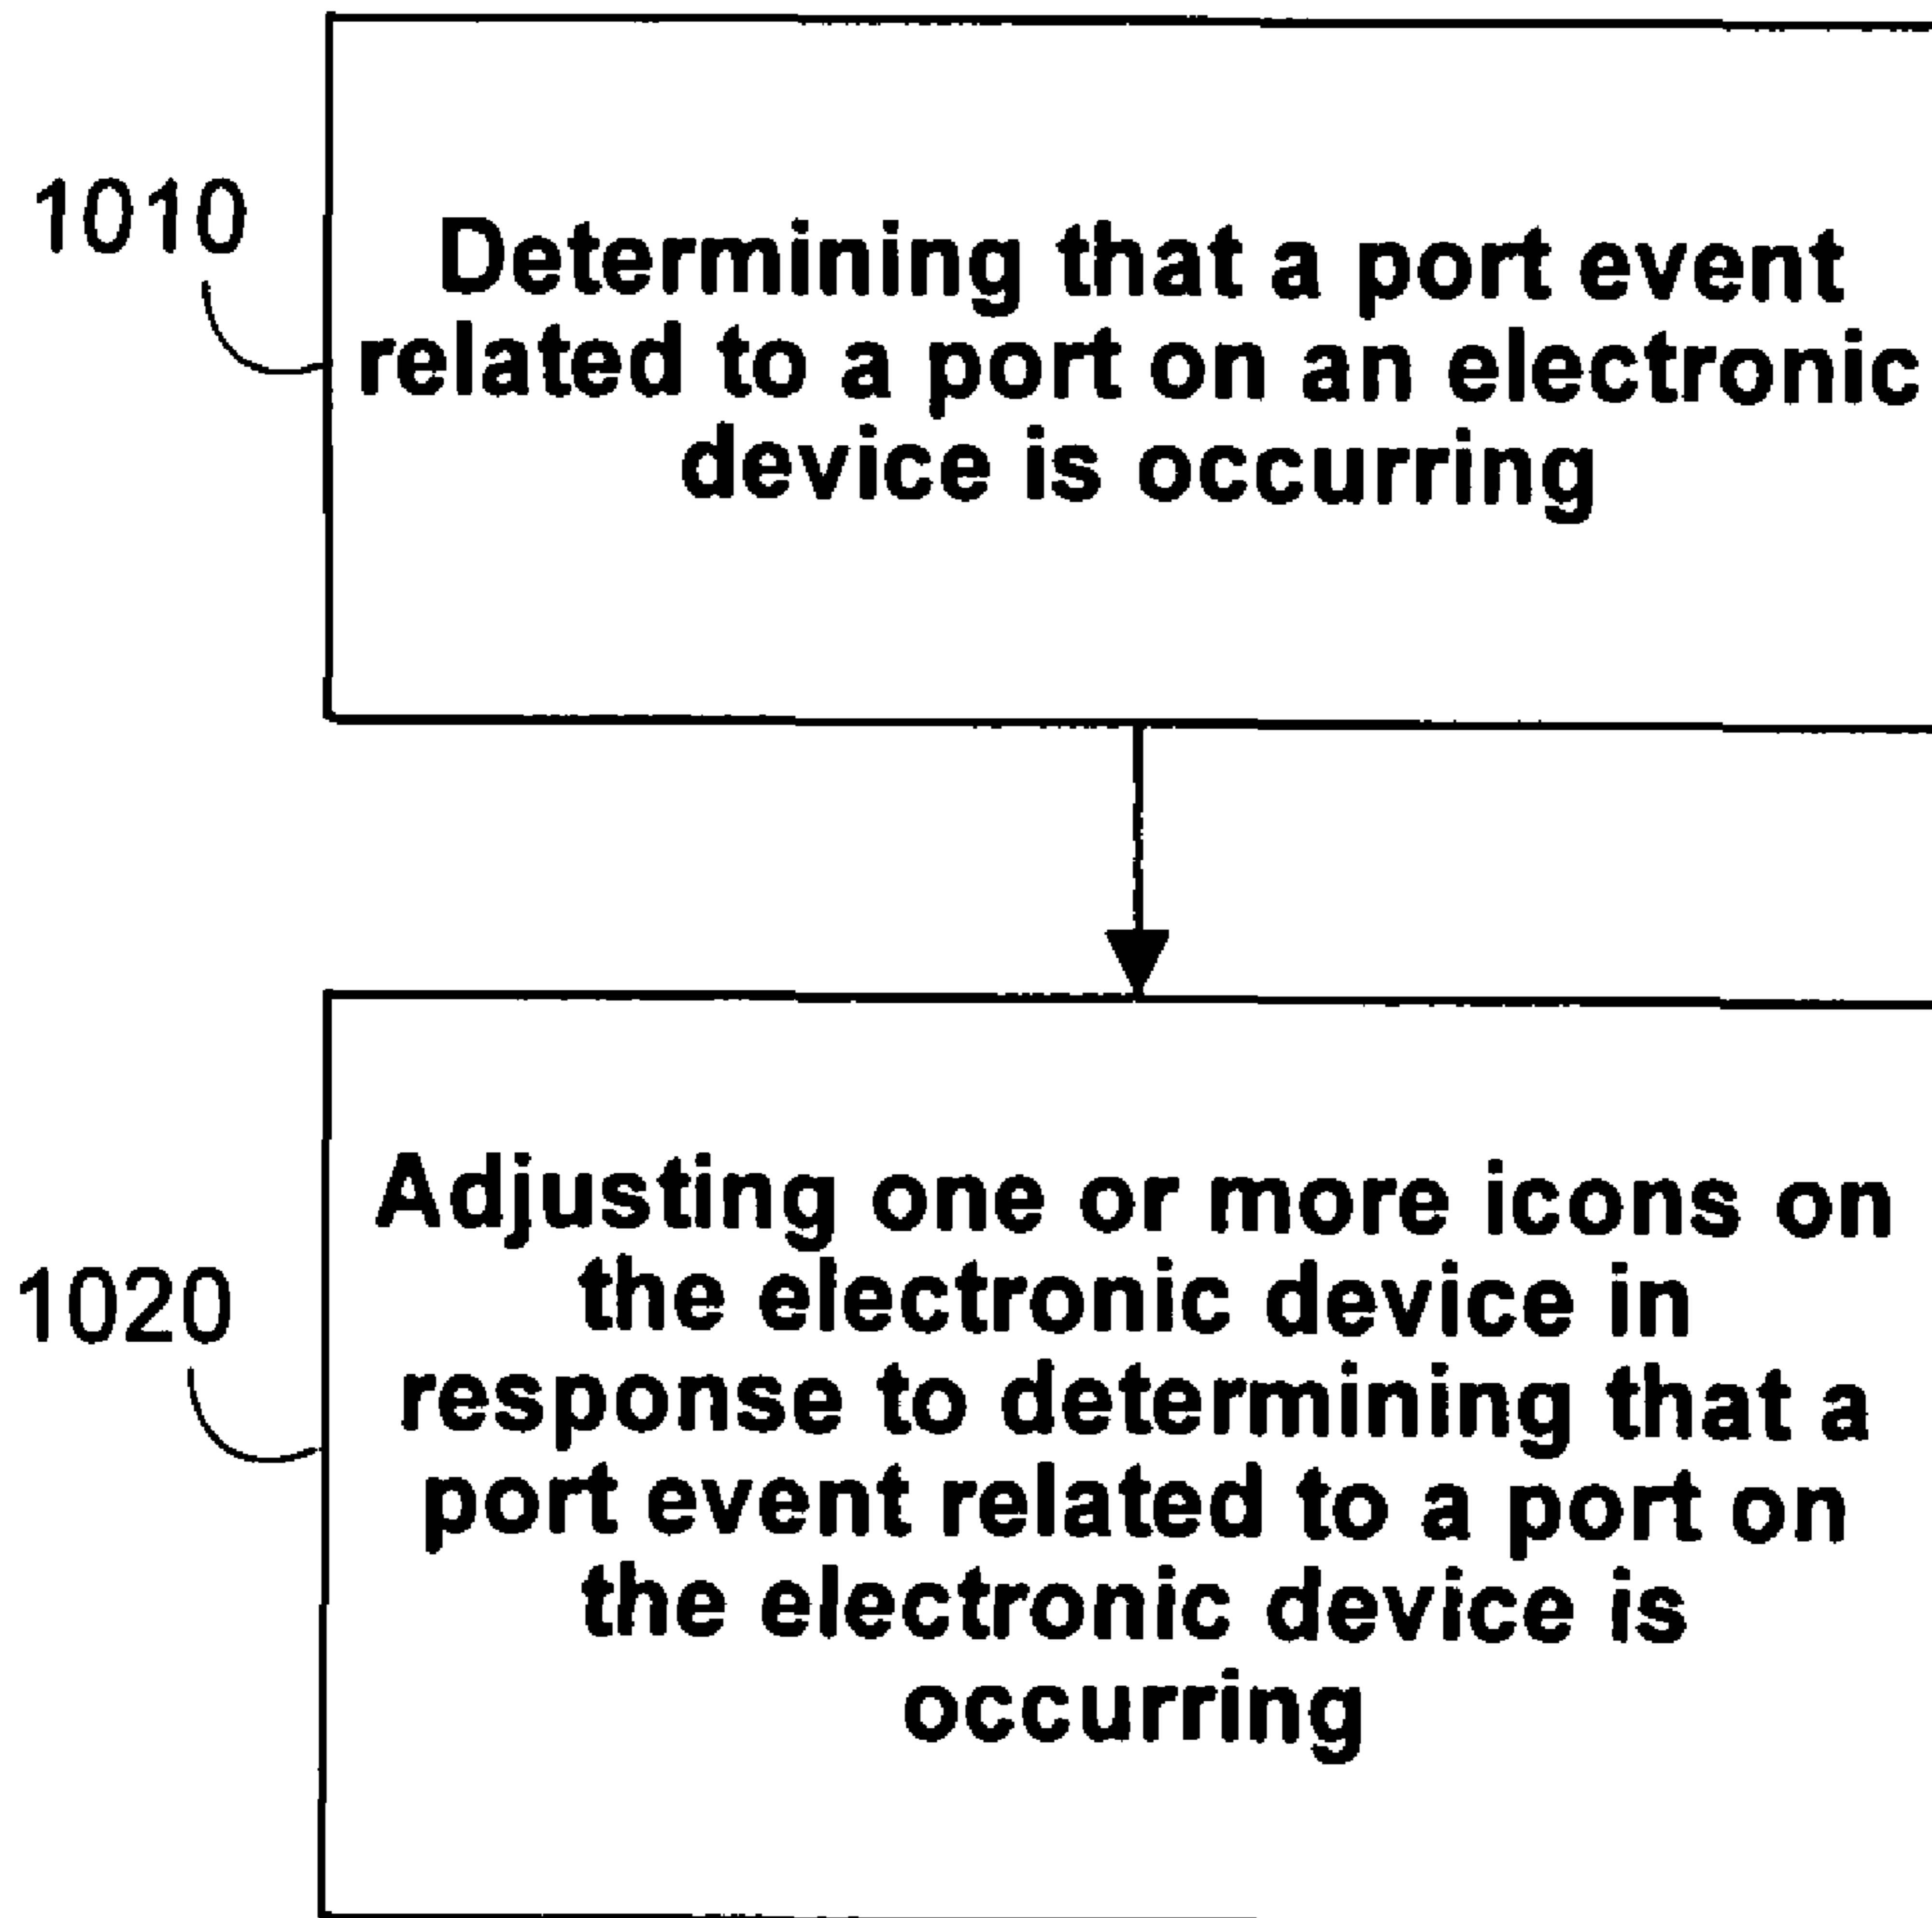 1010
Determining that a port event
related to a port on an electronic
device is occurring
Adjusting one or more icons on
the electronic device in
1020
response to determining that a
port event related to a port on
the electronic device is
occurring